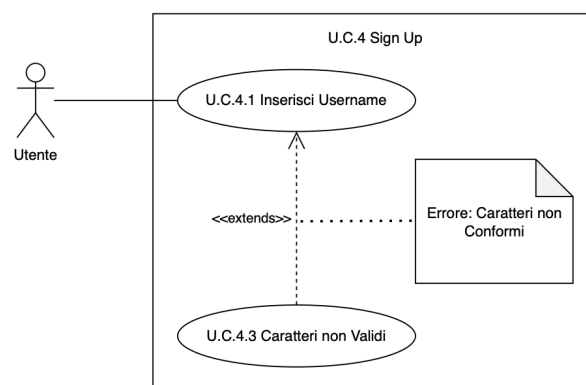 U.C.4 Sign Up
U.C.4.1 Inserisci Username
Utente
<<extends>>
Errore: Caratteri non
Conformi
U.C.4.3 Caratteri non Validi